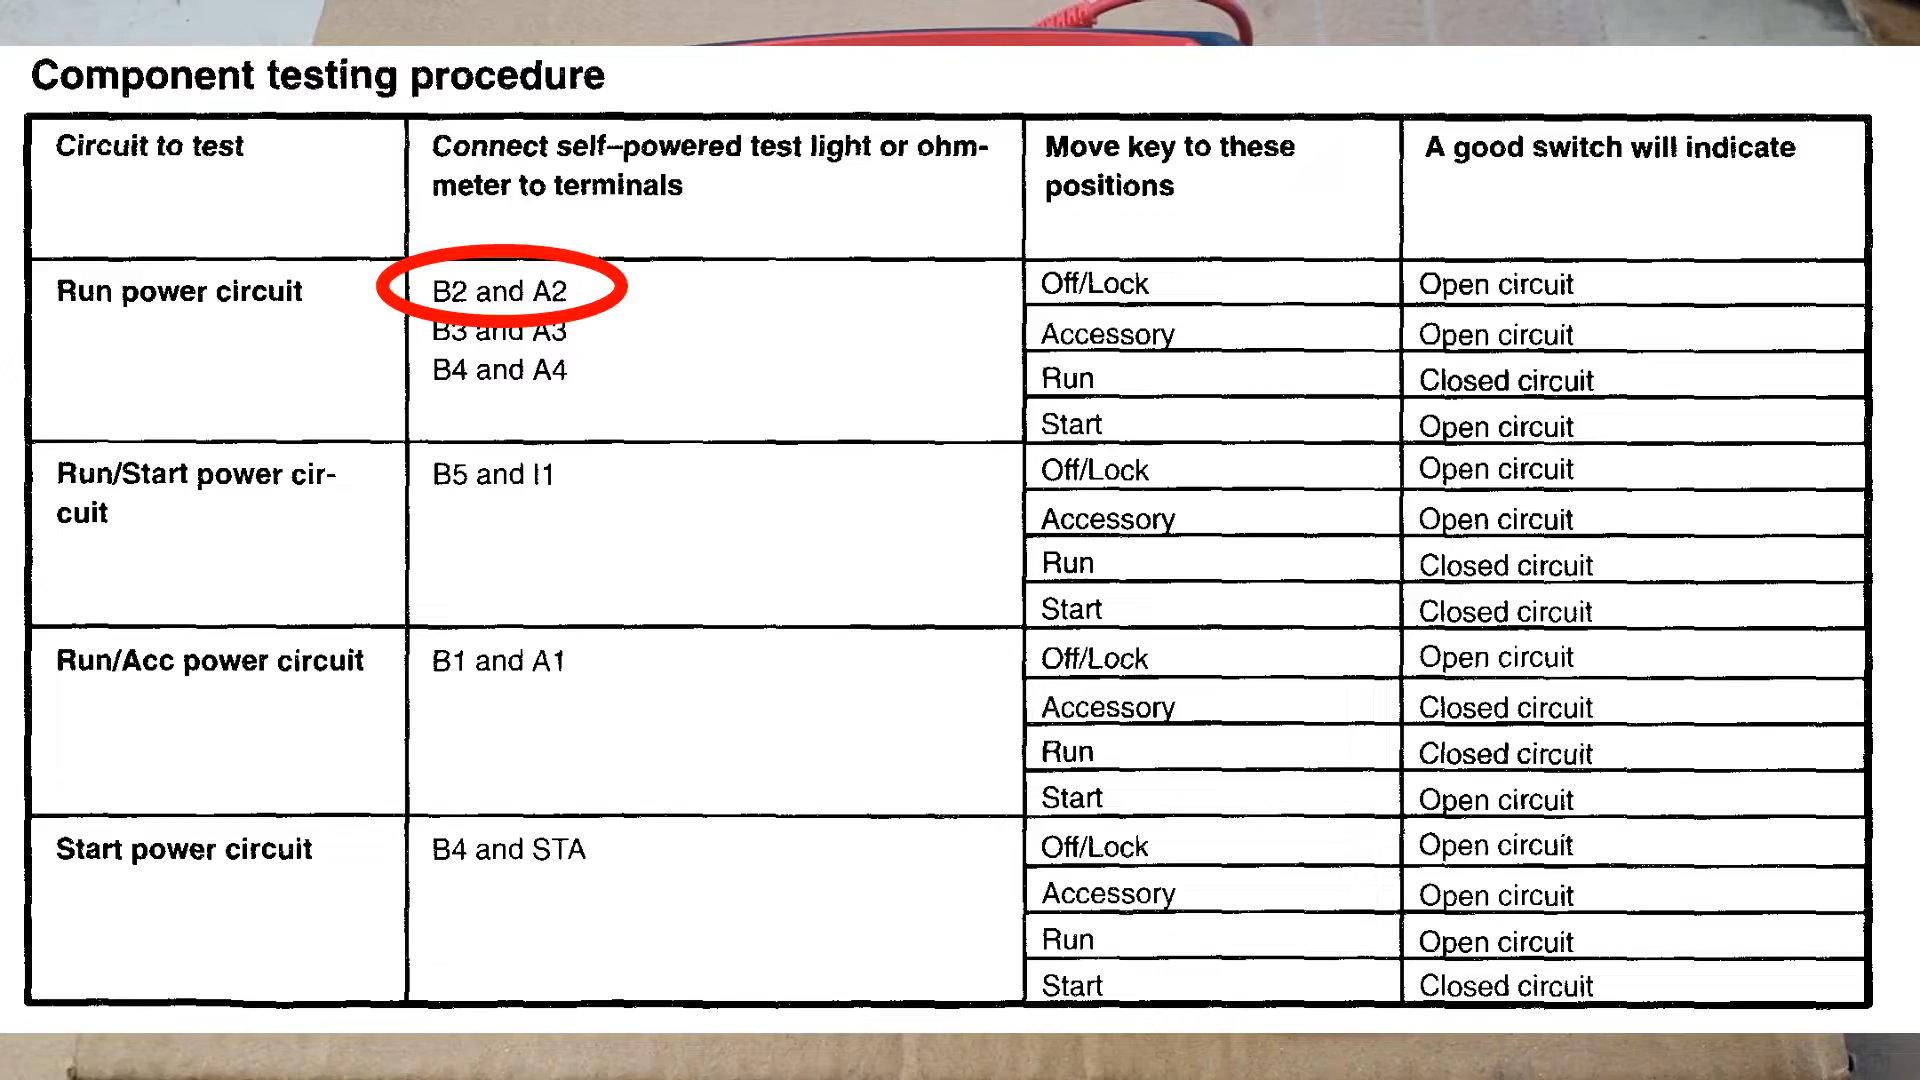 Component testing procedure
Circuit to test
Connect self–powered test light or ohm-
meter to terminals
Move key to these
positions
A good switch will indicate
Run power circuit
B2 and A2
B3 and A3
B4 and A4
Off/Lock
Open circuit
Accessory
Open circuit
Run
Closed circuit
Start
Open circuit
Run/Start power cir-
cuit
B5 and I1
Off/Lock
Open circuit
Accessory
Open circuit
Run
Closed circuit
Start
Closed circuit
Run/Acc power circuit
B1 and A1
Off/Lock
Open circuit
Accessory
Closed circuit
Run
Closed circuit
Start
Open circuit
Start power circuit
B4 and STA
Off/Lock
Open circuit
Accessory
Open circuit
Run
Open circuit
Start
Closed circuit